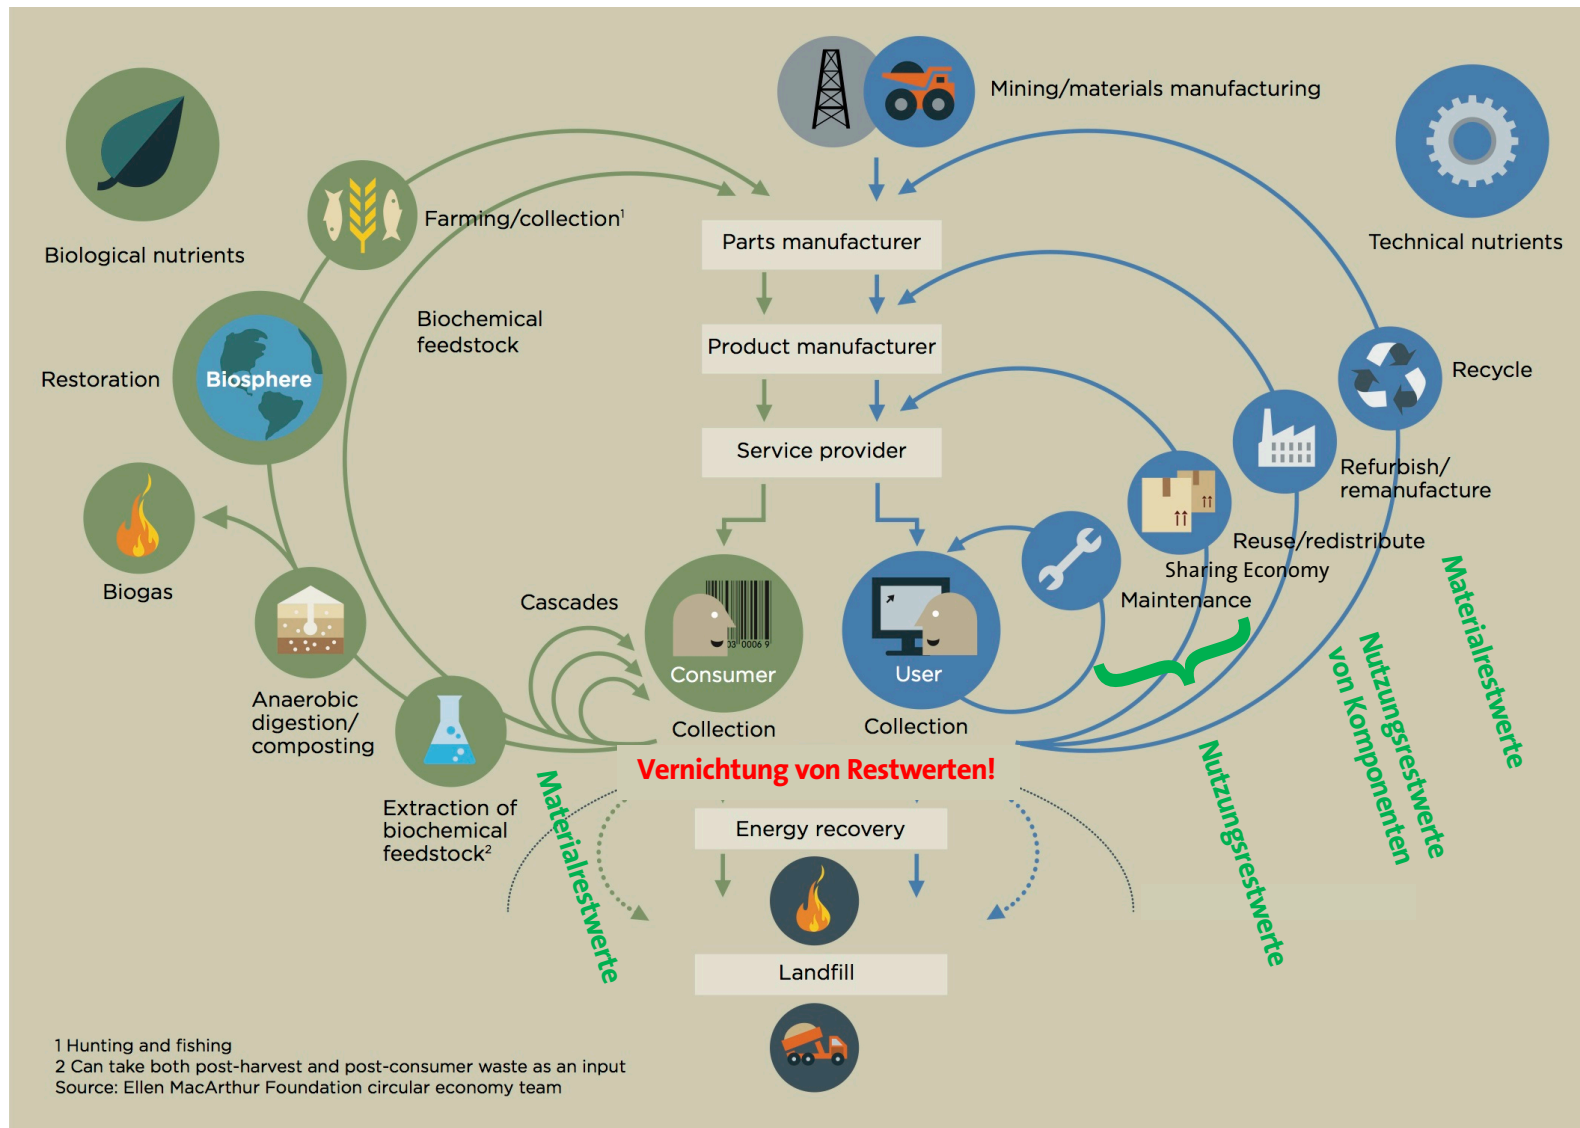 Mining/materials manufacturing
Biological nutrients
Technical nutrients
Farming/collection¹
Parts manufacturer
Biochemical
feedstock
Product manufacturer
Restoration
Biosphere
Recycle
Service provider
Refurbish/
remanufacture
Biogas
Reuse/redistribute
Sharing Economy
Maintenance
Cascades
03 0006 9
Consumer
User
Collection
Collection
Anaerobic
digestion/
composting
Extraction of
biochemical
feedstock²
Vernichtung von Restwerten!
Materialrestwerte
Nutzungsrestwerte
Nutzungsrestwerte
von Komponenten
Materialrestwerte
Energy recovery
Landfill
1 Hunting and fishing
2 Can take both post-harvest and post-consumer waste as an input
Source: Ellen MacArthur Foundation circular economy team